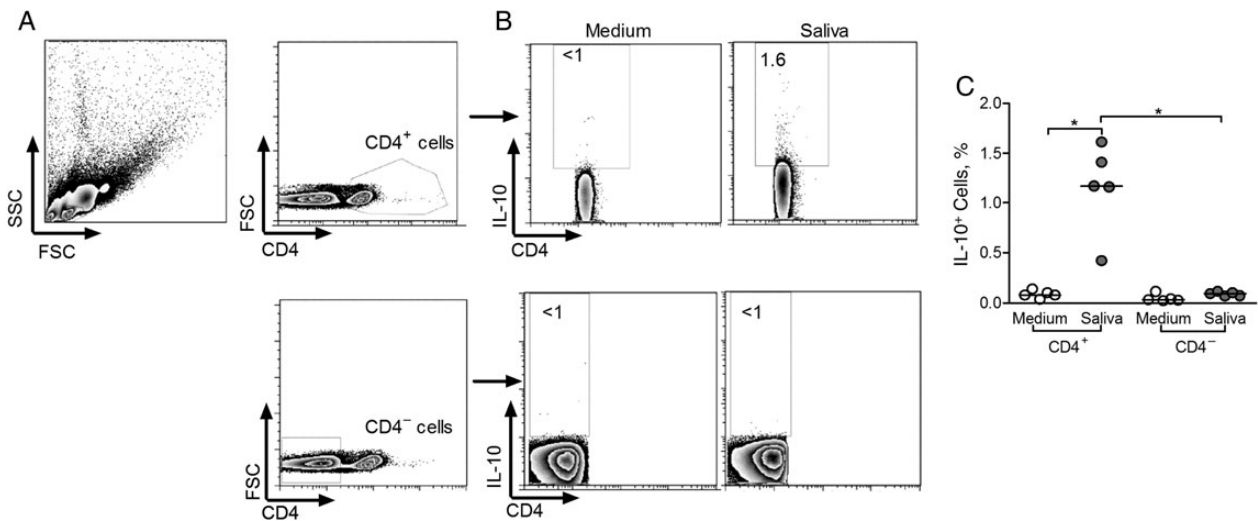 A
SSC
FSC
CD4⁺ cells
FSC
CD4
B
Medium
Saliva
<1
1.6
IL-10
CD4
CD4⁻ cells
FSC
CD4
<1
<1
IL-10
CD4
C
IL-10⁺ Cells, %
2.0
1.5
1.0
0.5
0.0
*
*
Medium Saliva Medium Saliva
CD4⁺ CD4⁻